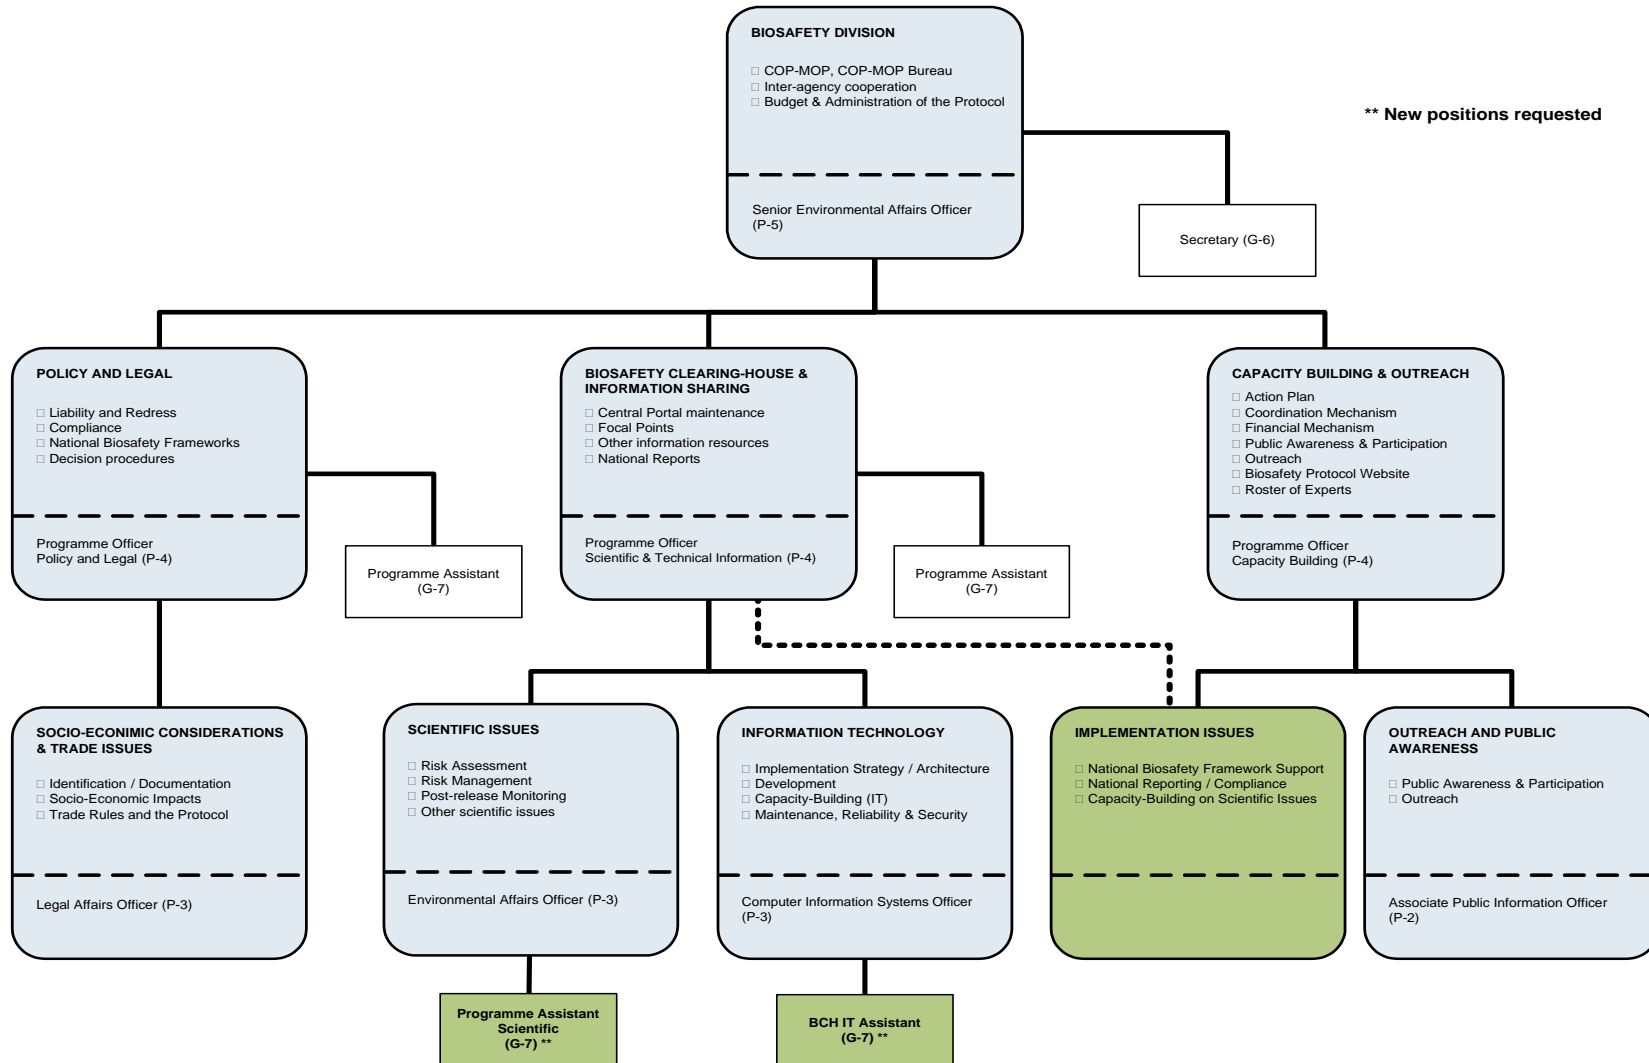 BIOSAFETY DIVISION
□ COP-MOP, COP-MOP Bureau
□ Inter-agency cooperation
□ Budget & Administration of the Protocol
Senior Environmental Affairs Officer
(P-5)
** New positions requested
Secretary (G-6)
POLICY AND LEGAL
□ Liability and Redress
□ Compliance
□ National Biosafety Frameworks
□ Decision procedures
Programme Officer
Policy and Legal (P-4)
Programme Assistant
(G-7)
BIOSAFETY CLEARING-HOUSE &
INFORMATION SHARING
□ Central Portal maintenance
□ Focal Points
□ Other information resources
□ National Reports
Programme Officer
Scientific & Technical Information (P-4)
Programme Assistant
(G-7)
CAPACITY BUILDING & OUTREACH
□ Action Plan
□ Coordination Mechanism
□ Financial Mechanism
□ Public Awareness & Participation
□ Outreach
□ Biosafety Protocol Website
□ Roster of Experts
Programme Officer
Capacity Building (P-4)
SOCIO-ECONIMIC CONSIDERATIONS
& TRADE ISSUES
□ Identification / Documentation
□ Socio-Economic Impacts
□ Trade Rules and the Protocol
Legal Affairs Officer (P-3)
SCIENTIFIC ISSUES
□ Risk Assessment
□ Risk Management
□ Post-release Monitoring
□ Other scientific issues
Environmental Affairs Officer (P-3)
INFORMATIION TECHNOLOGY
□ Implementation Strategy / Architecture
□ Development
□ Capacity-Building (IT)
□ Maintenance, Reliability & Security
Computer Information Systems Officer
(P-3)
IMPLEMENTATION ISSUES
□ National Biosafety Framework Support
□ National Reporting / Compliance
□ Capacity-Building on Scientific Issues
OUTREACH AND PUBLIC
AWARENESS
□ Public Awareness & Participation
□ Outreach
Associate Public Information Officer
(P-2)
Programme Assistant
Scientific
(G-7) **
BCH IT Assistant
(G-7) **